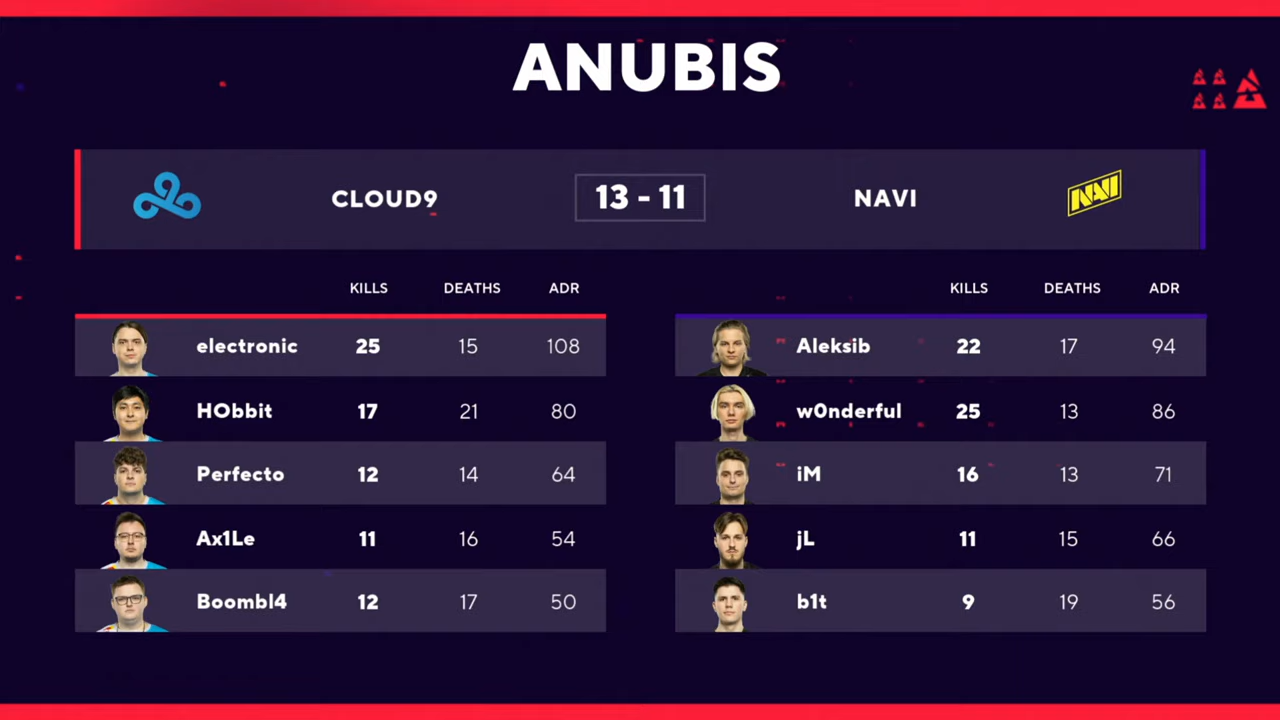 ANUBIS
CLOUD9 13 - 11 NAVI NAVI
KILLS DEATHS ADR
electronic 25 15 108
HObbit 17 21 80
Perfecto 12 14 64
Ax1Le 11 16 54
Boombl4 12 17 50
KILLS DEATHS ADR
Aleksib 22 17 94
w0nderful 25 13 86
iM 16 13 71
jL 11 15 66
b1t 9 19 56